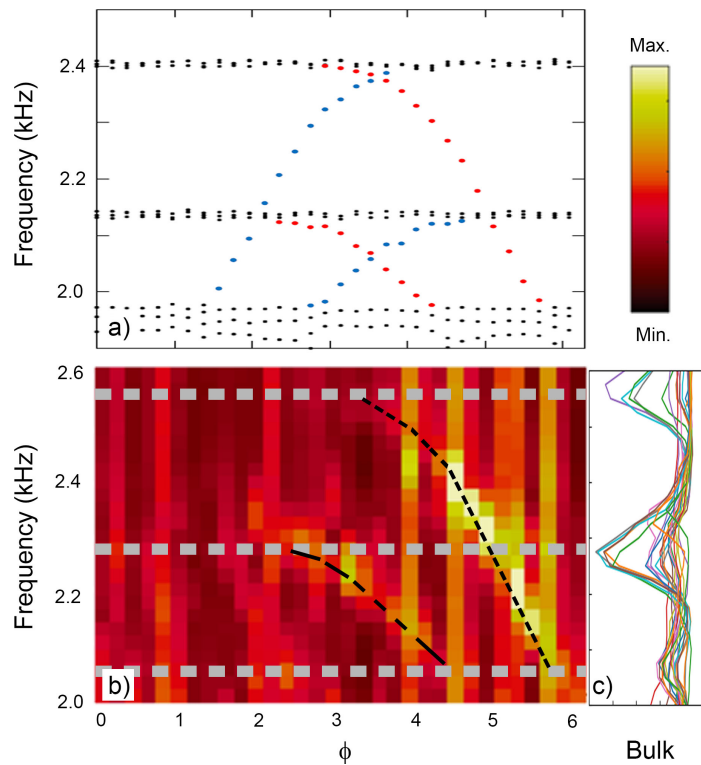 Max.
2.4
2.2
2.0
Frequency (kHz)
a)
Min.
2.6
2.4
2.2
2.0
Frequency (kHz)
b)
c)
0 1 2 3 4 5 6
ϕ
Bulk